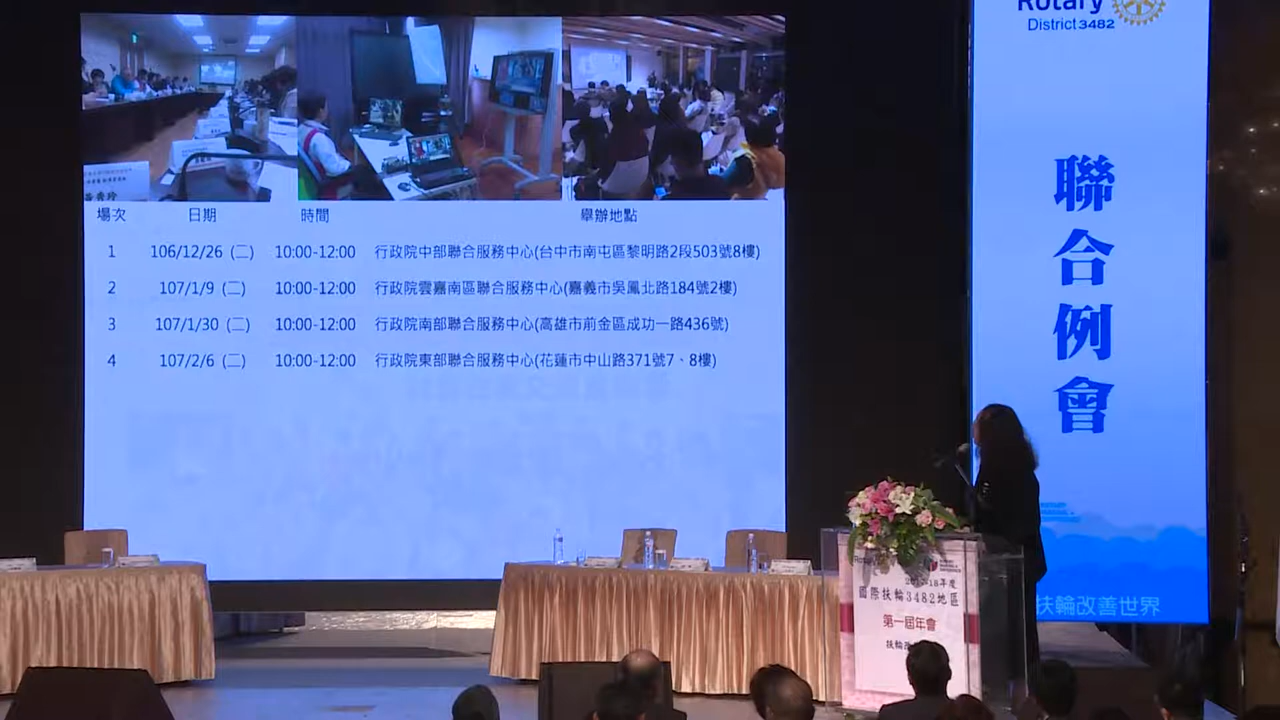 Rotary
District 3482
聯合例會
場次 日期 時間 舉辦地點
1 106/12/26 (二) 10:00-12:00 行政院中部聯合服務中心(台中市南屯區黎明路2段503號8樓)
2 107/1/9 (二) 10:00-12:00 行政院雲嘉南區聯合服務中心(嘉義市吳鳳北路184號2樓)
3 107/1/30 (二) 10:00-12:00 行政院南部聯合服務中心(高雄市前金區成功一路436號)
4 107/2/6 (二) 10:00-12:00 行政院東部聯合服務中心(花蓮市中山路371號7、8樓)
國際扶輪3482地區
第一屆年會
扶輪改善世界